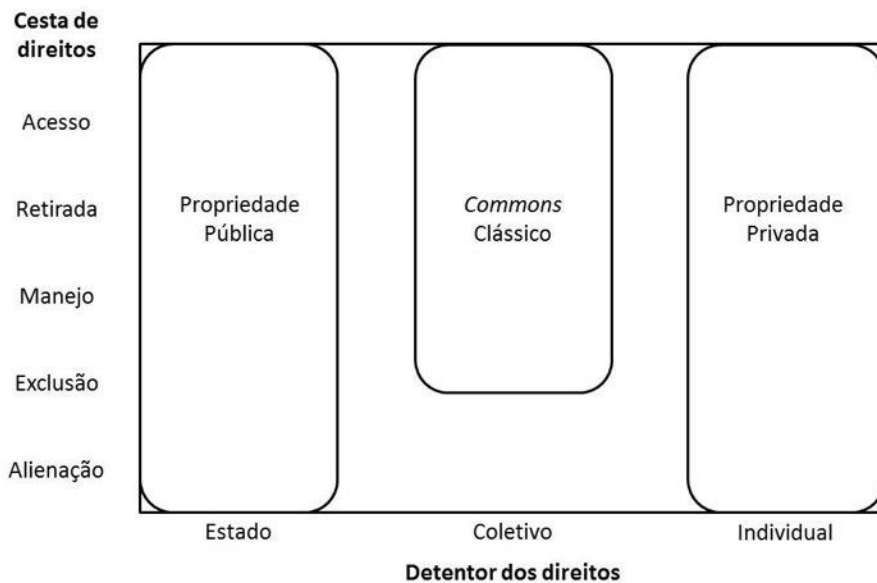 Cesta de
direitos
Acesso
Retirada
Manejo
Exclusão
Alienação
Propriedade
Pública
Commons
Clássico
Propriedade
Privada
Estado
Coletivo
Individual
Detentor dos direitos